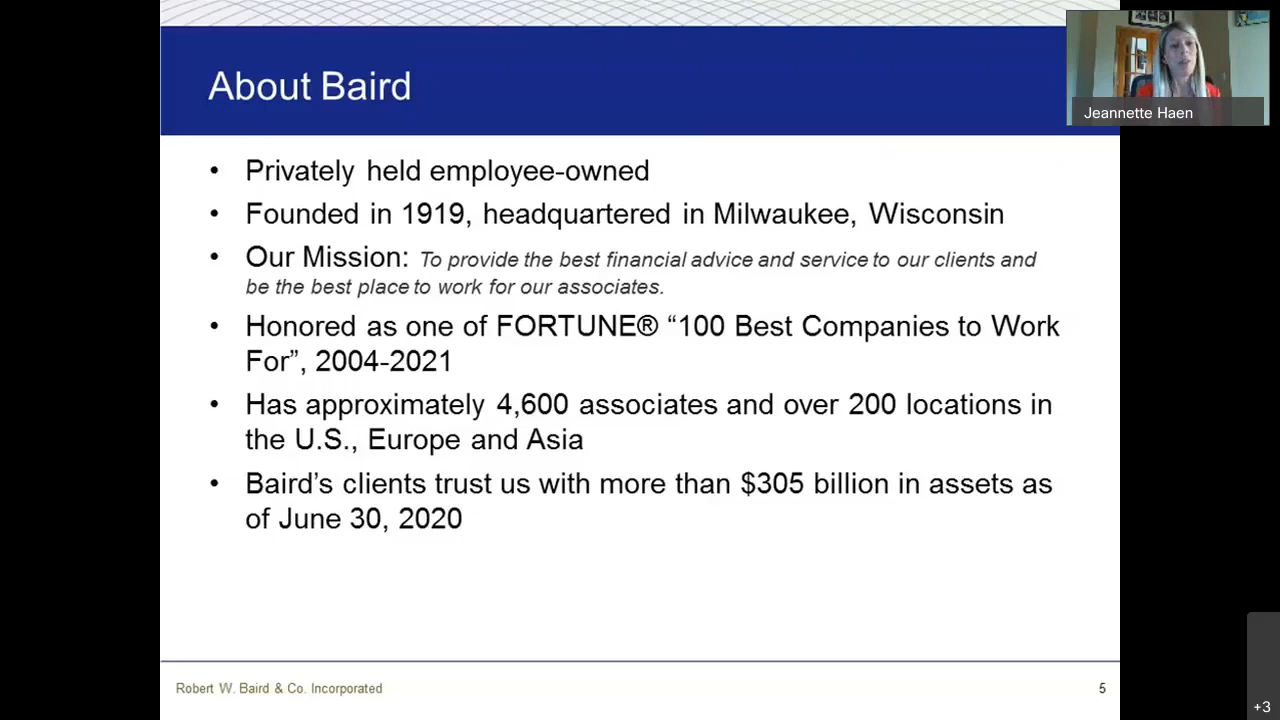 About Baird
Jeannette Haen
• Privately held employee-owned
• Founded in 1919, headquartered in Milwaukee, Wisconsin
• Our Mission: To provide the best financial advice and service to our clients and
be the best place to work for our associates.
• Honored as one of FORTUNE® “100 Best Companies to Work
For”, 2004-2021
• Has approximately 4,600 associates and over 200 locations in
the U.S., Europe and Asia
• Baird’s clients trust us with more than $305 billion in assets as
of June 30, 2020
Robert W. Baird & Co. Incorporated
5
+3